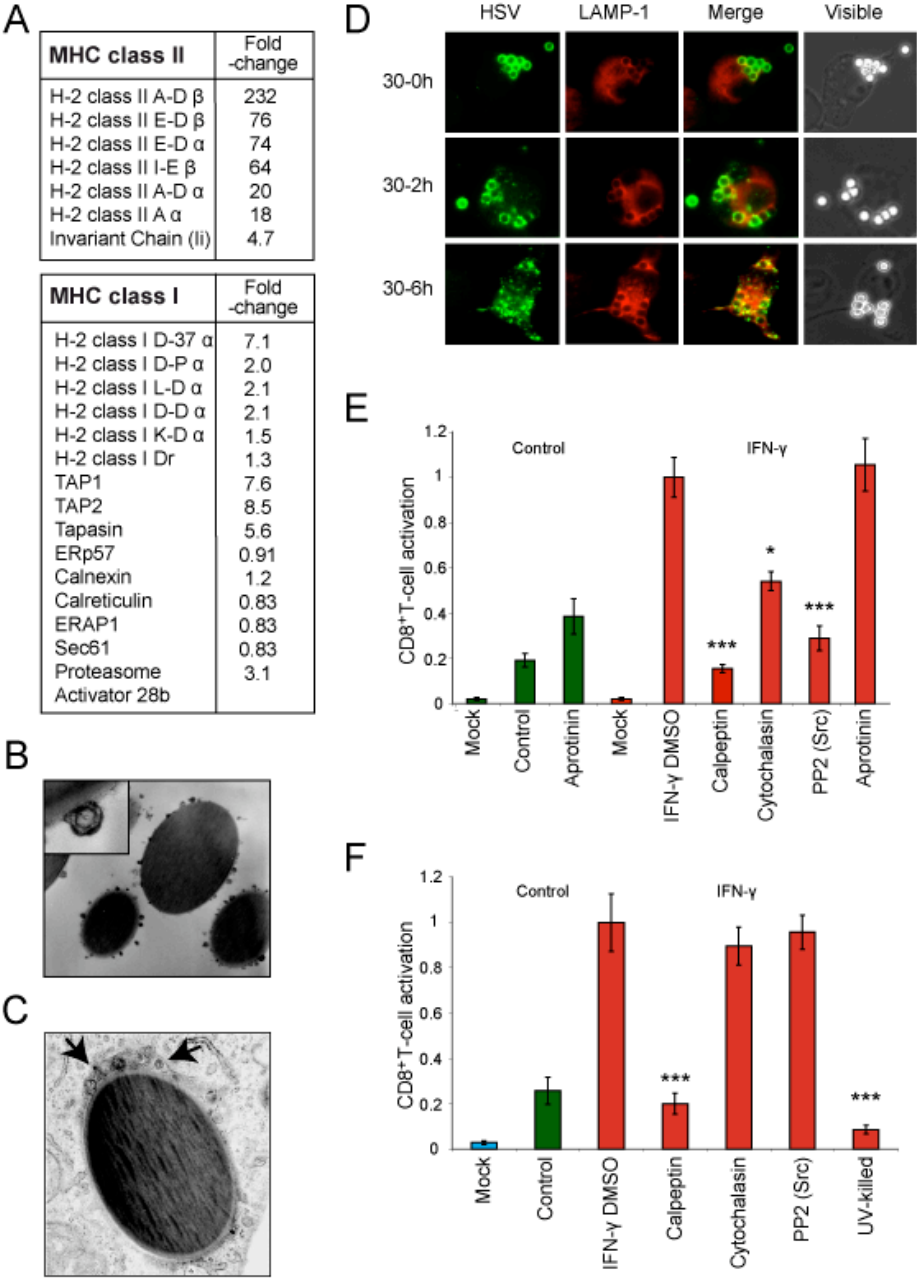 A
MHC class II Fold -change
H-2 class II A-D β 232
H-2 class II E-D β 76
H-2 class II E-D α 74
H-2 class II I-E β 64
H-2 class II A-D α 20
H-2 class II A α 18
Invariant Chain (Ii) 4.7
MHC class I Fold -change
H-2 class I D-37 α 7.1
H-2 class I D-P α 2.0
H-2 class I L-D α 2.1
H-2 class I D-D α 2.1
H-2 class I K-D α 1.5
H-2 class I Dr 1.3
TAP1 7.6
TAP2 8.5
Tapasin 5.6
ERp57 0.91
Calnexin 1.2
Calreticulin 0.83
ERAP1 0.83
Sec61 0.83
Proteasome 3.1
Activator 28b
B
C
D
HSV LAMP-1 Merge Visible
30-0h
30-2h
30-6h
E
Control IFN-γ
CD8+T-cell activation
1.2
1
0.8
0.6
0.4
0.2
0
***
*
***
Mock
Control
Aprotinin
Mock
IFN-γ DMSO
Calpeptin
Cytochalasin
PP2 (Src)
Aprotinin
F
Control IFN-γ
CD8+T-cell activation
1.2
1
0.8
0.6
0.4
0.2
0
***
***
Mock
Control
IFN-γ DMSO
Calpeptin
Cytochalasin
PP2 (Src)
UV-killed